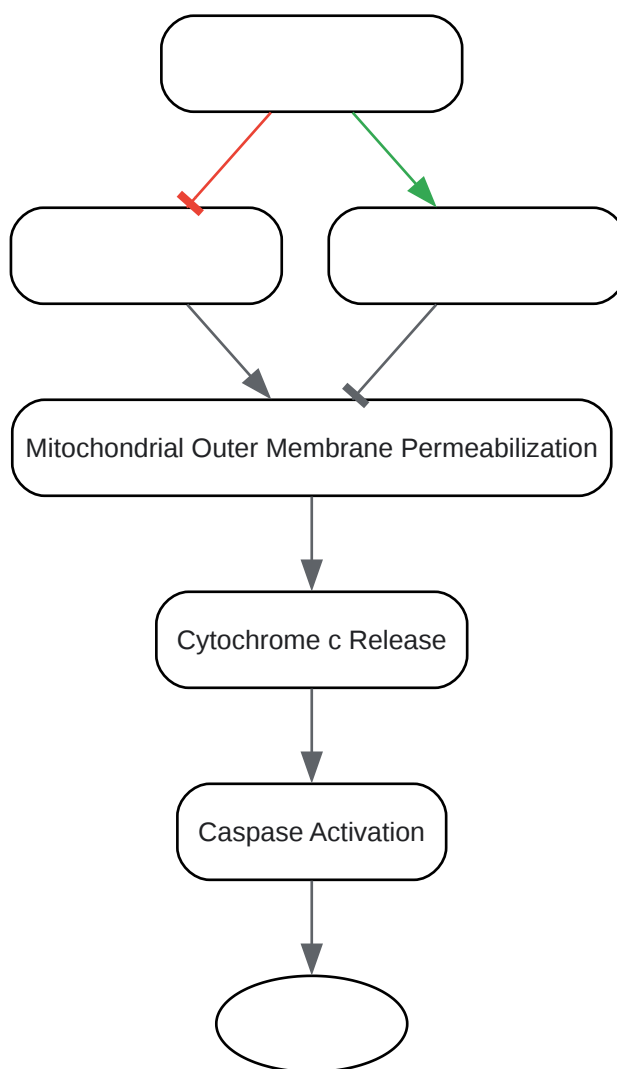 Mitochondrial Outer Membrane Permeabilization
Cytochrome c Release
Caspase Activation